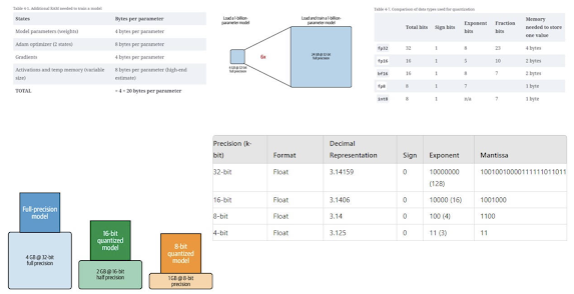 Table 4-1. Additional RAM needed to train a model
States Bytes per parameter
Model parameters (weights) 4 bytes per parameter
Adam optimizer (2 states) 8 bytes per parameter
Gradients 4 bytes per parameter
Activations and temp memory (variable size) 8 bytes per parameter (high-end estimate)
TOTAL = 4 + 20 bytes per parameter
Load a 1-billion-parameter model
Load and train a 1-billion-parameter model
6x
Table 4-2. Comparison of data types used for quantization
Total bits Sign bits Exponent bits Fraction bits Memory needed to store one value
fp32 32 1 8 23 4 bytes
fp16 16 1 5 10 2 bytes
bf16 16 1 8 7 2 bytes
fp8 8 1 7 1 byte
int8 8 1 n/a 7 1 byte
Full-precision model
4 GB @ 32-bit full precision
16-bit quantized model
2 GB @ 16-bit half precision
8-bit quantized model
1 GB @ 8-bit precision
Precision (k-bit) Format Decimal Representation Sign Exponent Mantissa
32-bit Float 3.14159 0 10000000 (128)
16-bit Float 3.1406 0 10000 (16) 1001000
8-bit Float 3.14 0 100 (4) 1100
4-bit Float 3.125 0 11 (3) 11